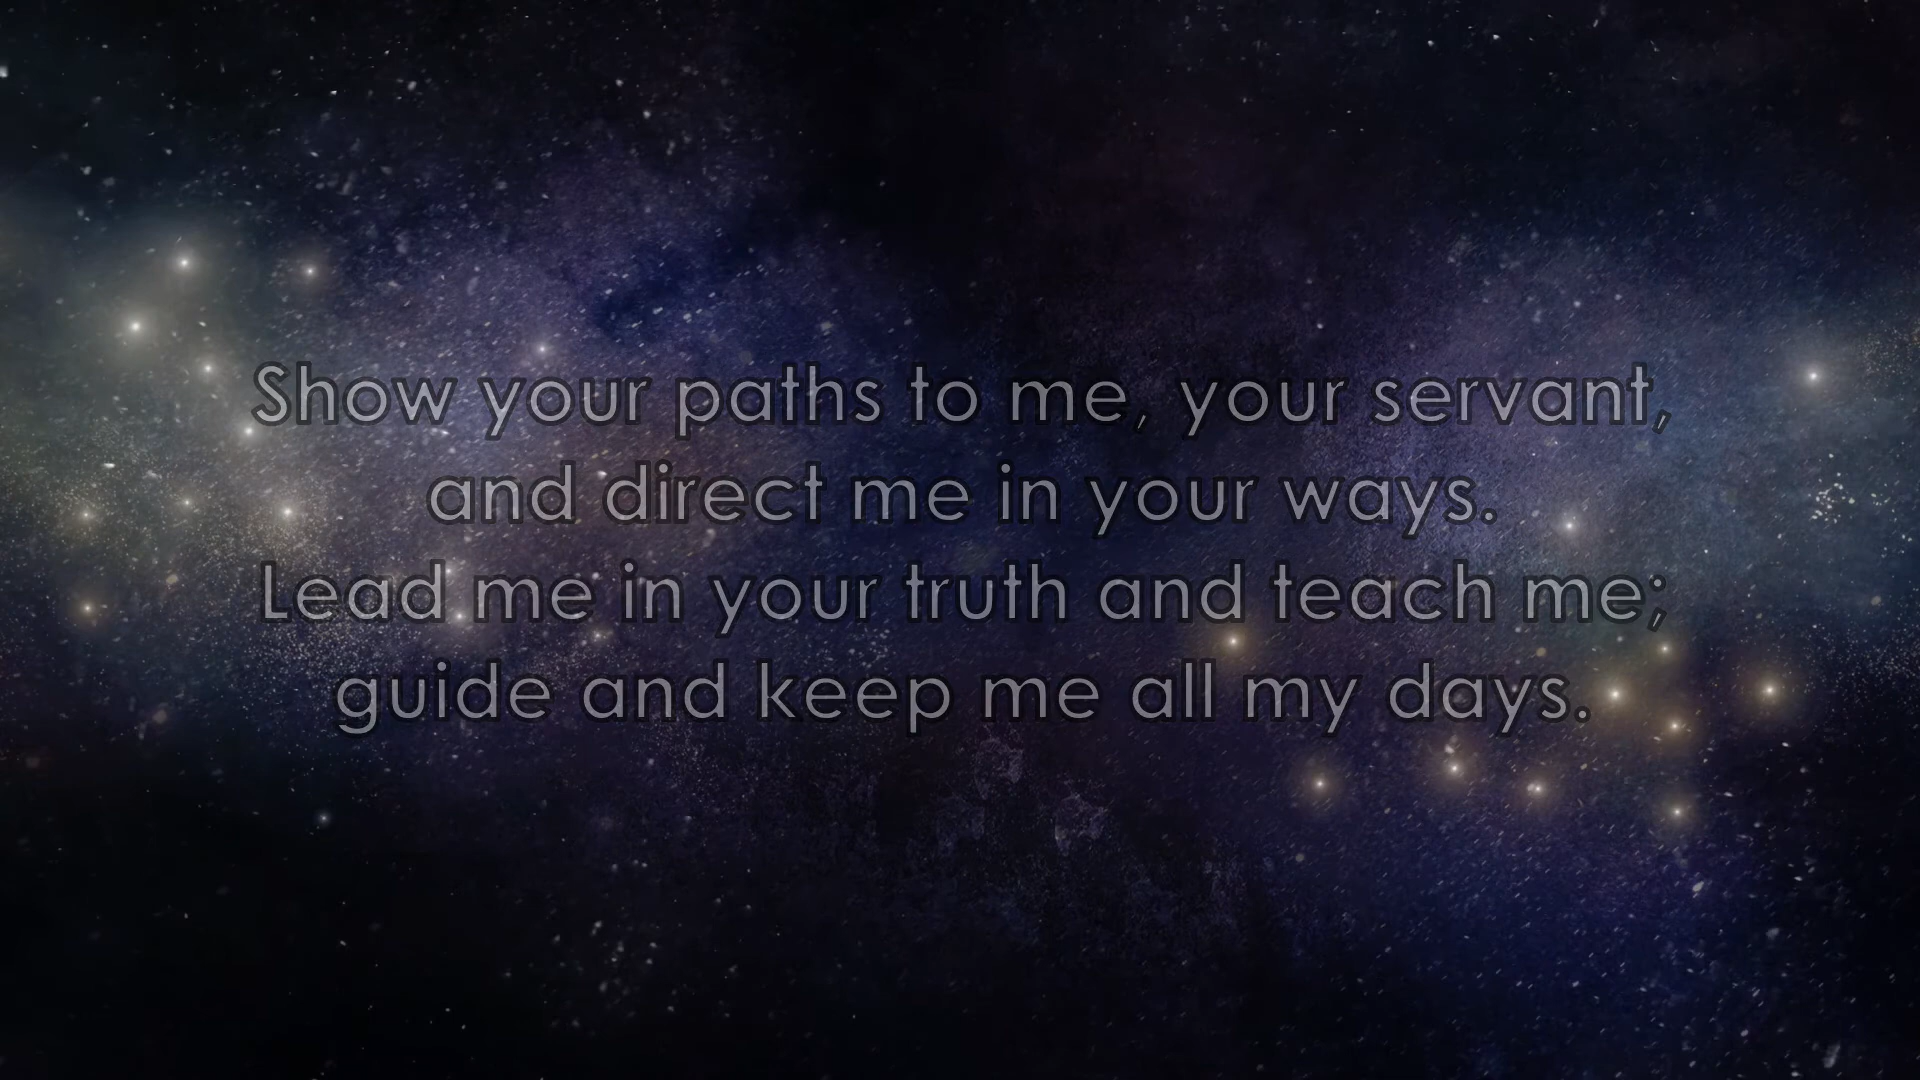 Show your paths to me, your servant,
and direct me in your ways.
Lead me in your truth and teach me;
guide and keep me all my days.